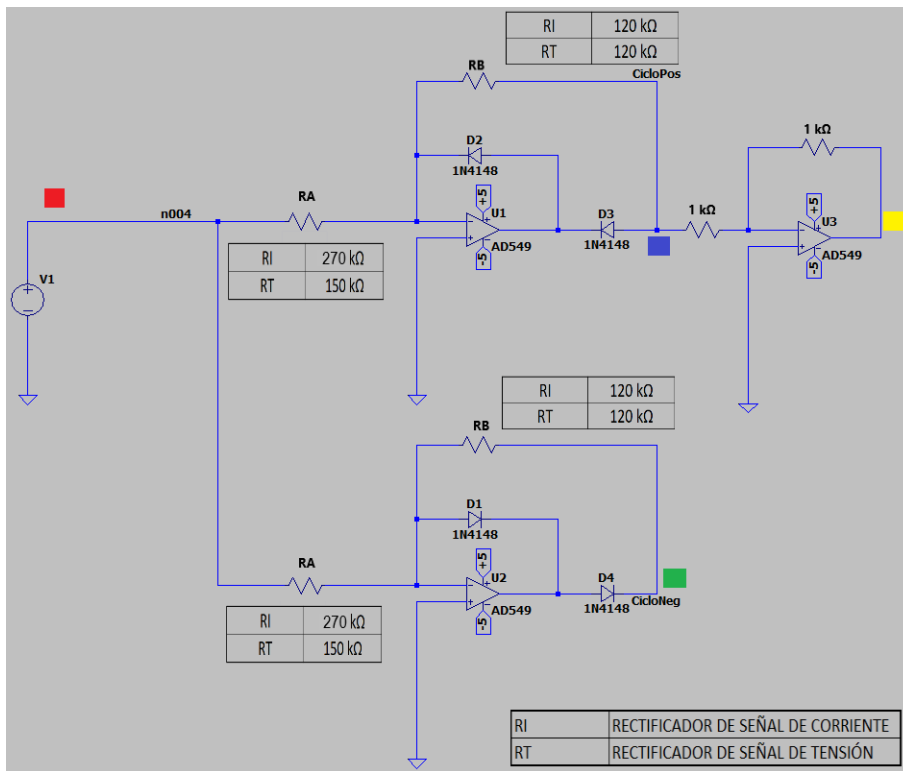 RI 120 kΩ
RT 120 kΩ
CicloPos
RB
1 kΩ
D2
1N4148
+5
U1
AD549
-5
D3
1N4148
1 kΩ
+5
U3
AD549
-5
n004
RA
RI 270 kΩ
RT 150 kΩ
V1
RI 120 kΩ
RT 120 kΩ
RB
D1
1N4148
+5
U2
AD549
-5
D4
1N4148
CicloNeg
RA
RI 270 kΩ
RT 150 kΩ
RI RECTIFICADOR DE SEÑAL DE CORRIENTE
RT RECTIFICADOR DE SEÑAL DE TENSIÓN